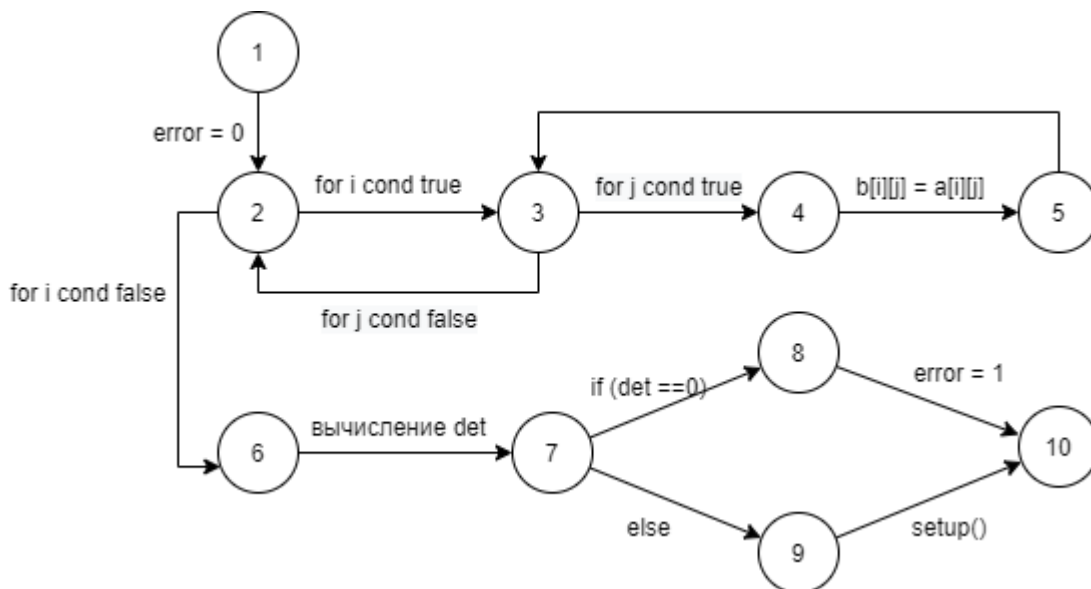 1
error = 0
for i cond true
for j cond true
b[i][j] = a[i][j]
2
3
4
5
for i cond false
for j cond false
8
if (det ==0)
error = 1
вычисление det
6
7
10
else
setup()
9